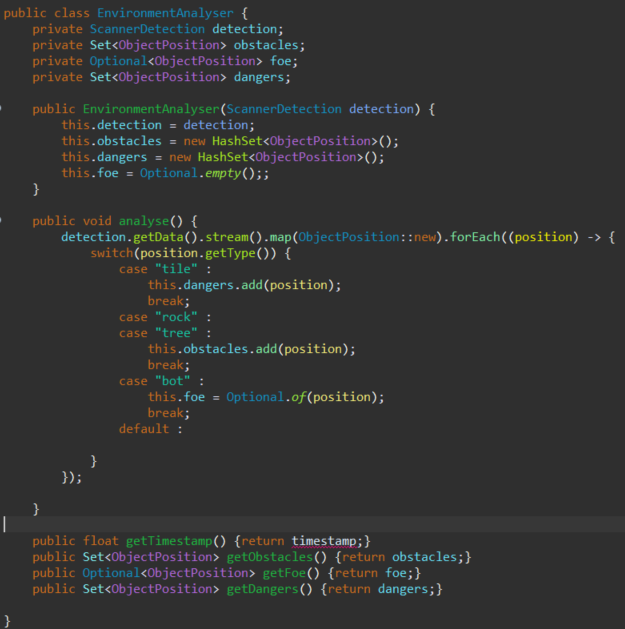 public class EnvironmentAnalyser {
    private ScannerDetection detection;
    private Set<ObjectPosition> obstacles;
    private Optional<ObjectPosition> foe;
    private Set<ObjectPosition> dangers;

    public EnvironmentAnalyser(ScannerDetection detection) {
        this.detection = detection;
        this.obstacles = new HashSet<ObjectPosition>();
        this.dangers = new HashSet<ObjectPosition>();
        this.foe = Optional.empty();;
    }

    public void analyse() {
        detection.getData().stream().map(ObjectPosition::new).forEach((position) -> {
            switch(position.getType()) {
                case "tile" :
                    this.dangers.add(position);
                    break;
                case "rock" :
                case "tree" :
                    this.obstacles.add(position);
                    break;
                case "bot" :
                    this.foe = Optional.of(position);
                    break;
                default :

            }
        });

    }

    public float getTimestamp() {return timestamp;}
    public Set<ObjectPosition> getObstacles() {return obstacles;}
    public Optional<ObjectPosition> getFoe() {return foe;}
    public Set<ObjectPosition> getDangers() {return dangers;}

}